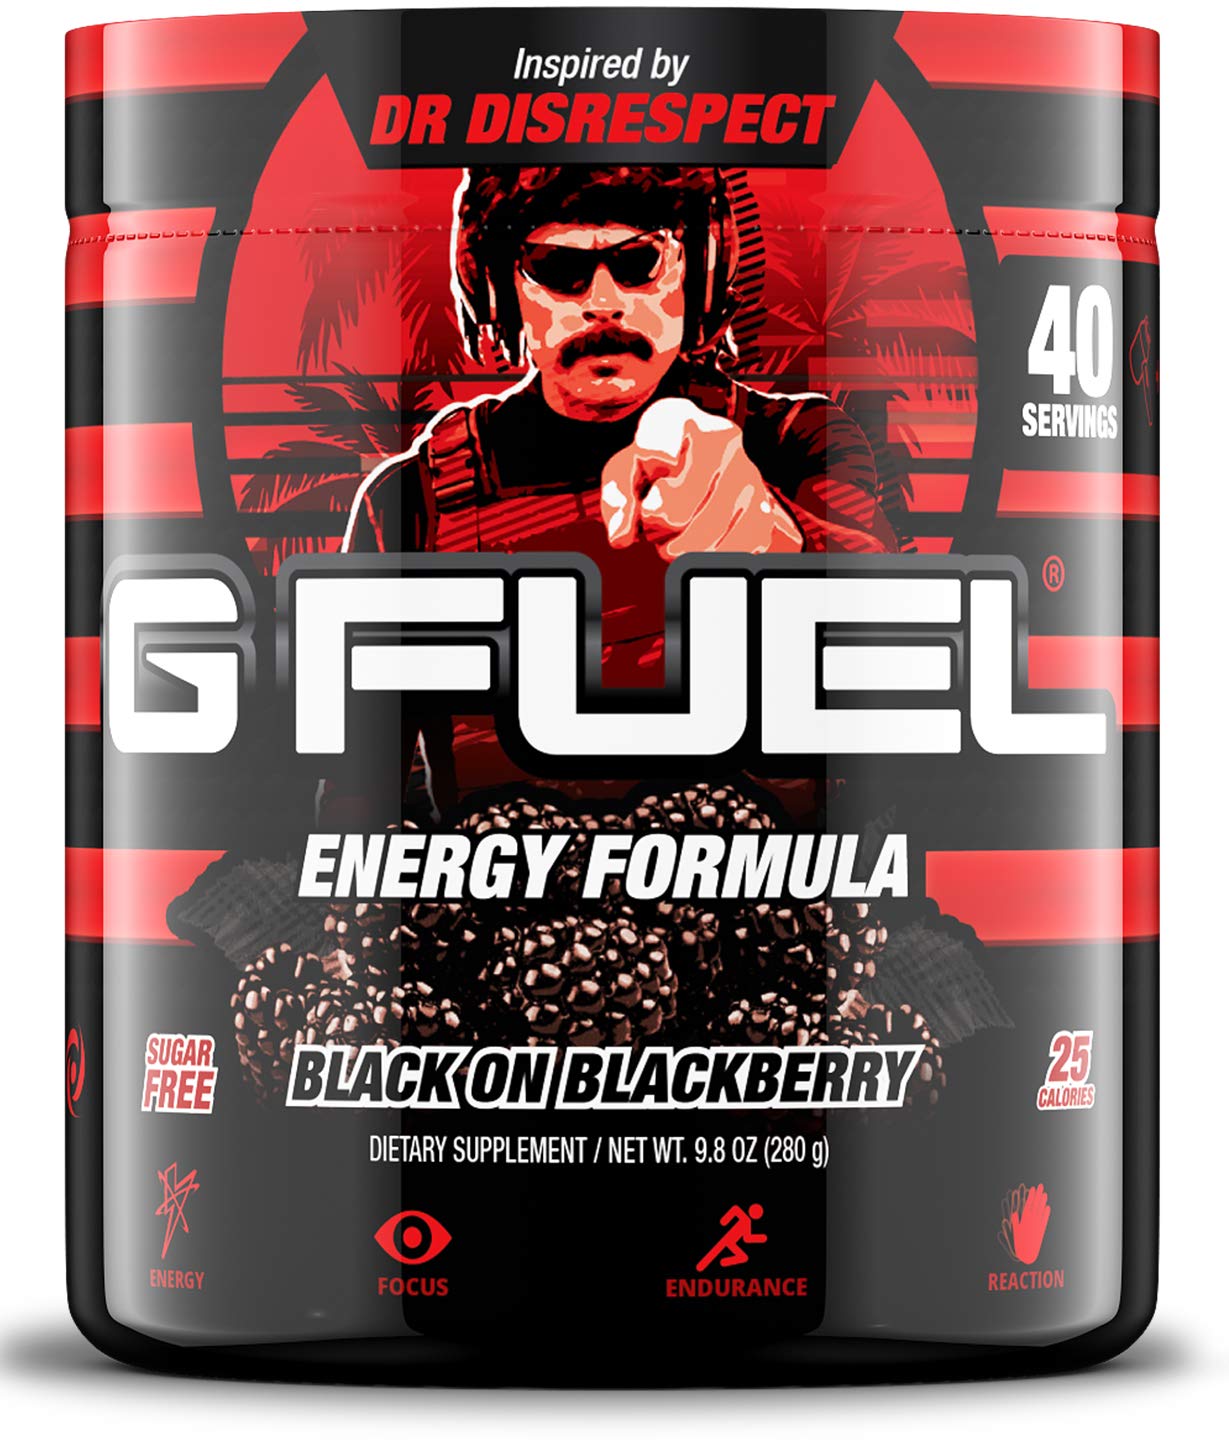 Inspired by
DR DISRESPECT
40
SERVINGS
G FUEL®
ENERGY FORMULA
SUGAR
FREE
BLACK ON BLACKBERRY
25
CALORIES
DIETARY SUPPLEMENT / NET WT. 9.8 OZ (280 g)
ENERGY
FOCUS
ENDURANCE
REACTION